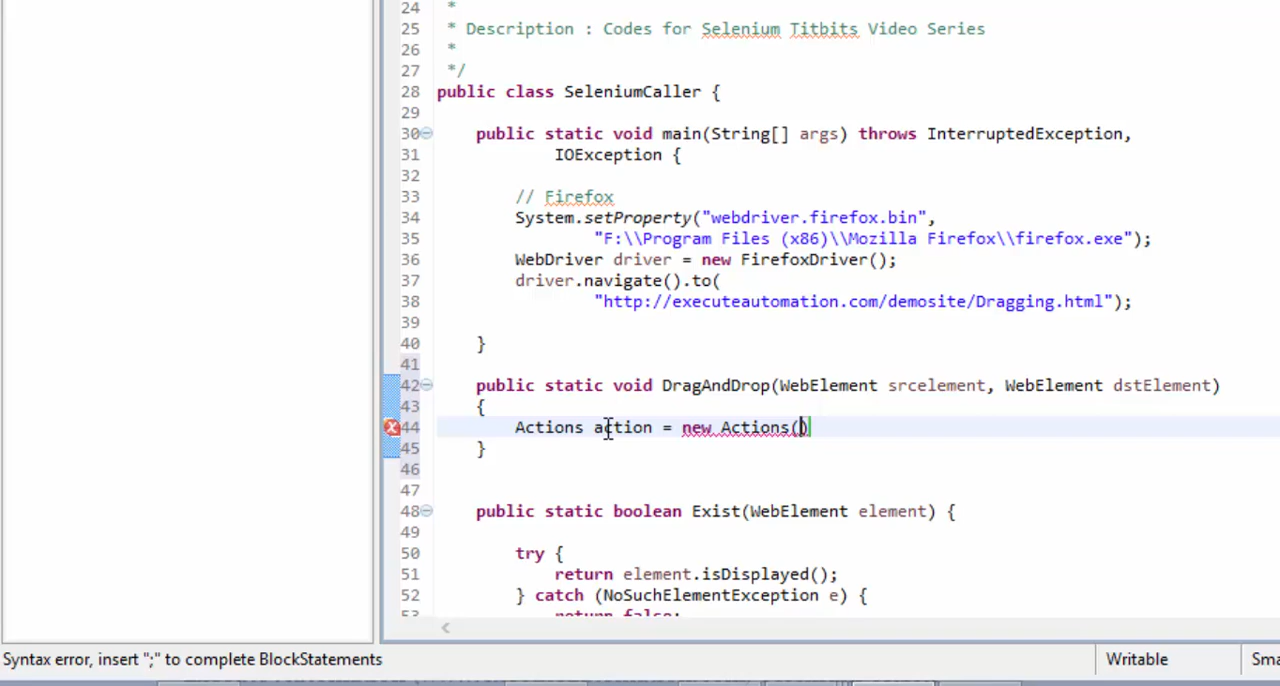 24 *
25 * Description : Codes for Selenium Titbits Video Series
26 *
27 */
28 public class SeleniumCaller {
29
30 public static void main(String[] args) throws InterruptedException,
31 IOException {
32
33 // Firefox
34 System.setProperty("webdriver.firefox.bin",
35 "F:\\Program Files (x86)\\Mozilla Firefox\\firefox.exe");
36 WebDriver driver = new FirefoxDriver();
37 driver.navigate().to(
38 "http://executeautomation.com/demosite/Dragging.html");
39
40 }
41
42 public static void DragAndDrop(WebElement srcelement, WebElement dstElement)
43 {
44 Actions action = new Actions()
45 }
46
47
48 public static boolean Exist(WebElement element) {
49
50 try {
51 return element.isDisplayed();
52 } catch (NoSuchElementException e) {
53 return false;
Syntax error, insert ";" to complete BlockStatements
Writable